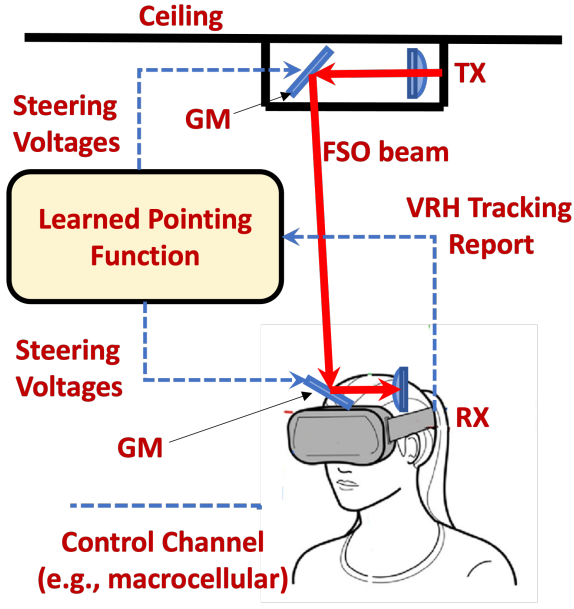 Ceiling
TX
Steering
Voltages
GM
FSO beam
Learned Pointing
Function
VRH Tracking
Report
Steering
Voltages
GM
RX
Control Channel
(e.g., macrocellular)